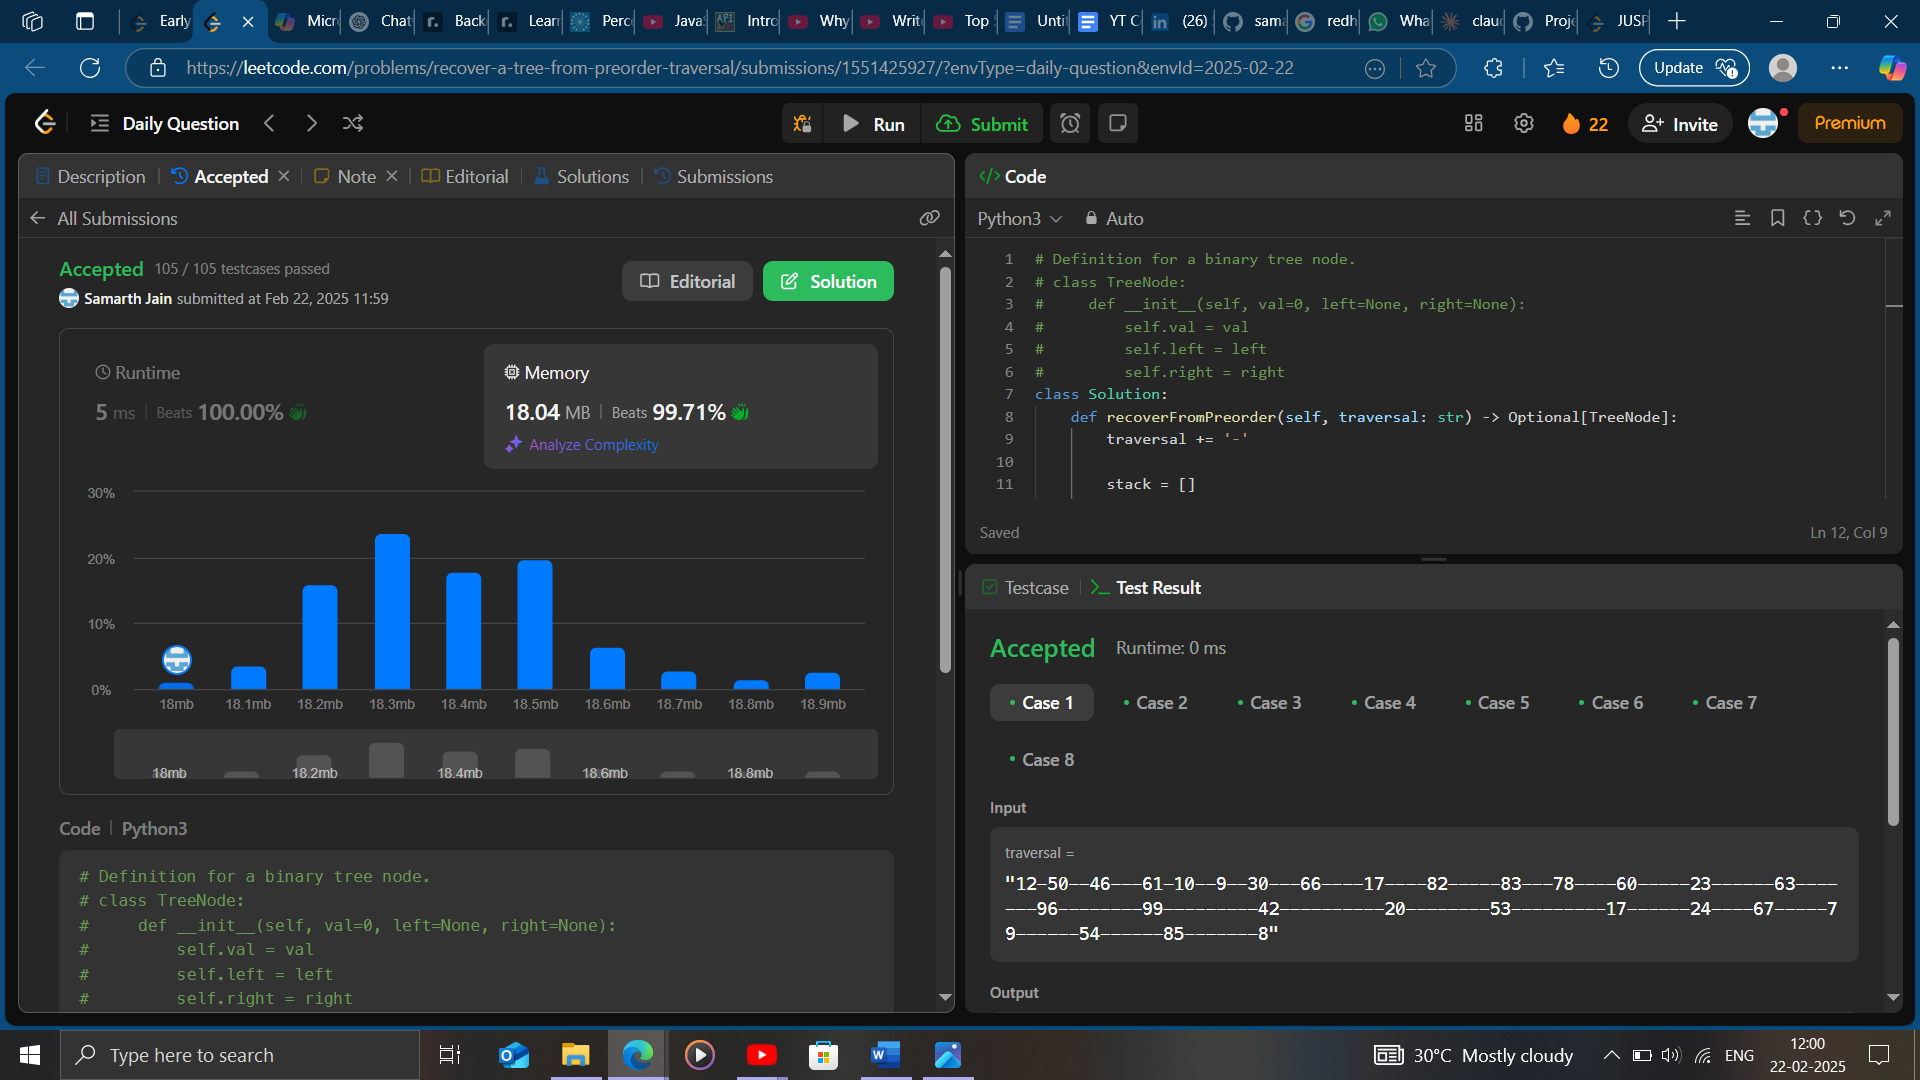 Early
Micr
Chat
Back
Lear
Perc
Java
Intro
Why
Write
Top
Unti
YT C
(26)
sama
redh
Wha
clau
Proje
JUSP
https://leetcode.com/problems/recover-a-tree-from-preorder-traversal/submissions/1551425927/?envType=daily-question&envId=2025-02-22
Update
Daily Question
Run
Submit
22
Invite
Premium
Description
Accepted
Note
Editorial
Solutions
Submissions
All Submissions
Accepted 105 / 105 testcases passed
Samarth Jain submitted at Feb 22, 2025 11:59
Editorial
Solution
Runtime
5 ms | Beats 100.00%
Memory
18.04 MB | Beats 99.71%
Analyze Complexity
30%
20%
10%
0%
18mb 18.1mb 18.2mb 18.3mb 18.4mb 18.5mb 18.6mb 18.7mb 18.8mb 18.9mb
18mb 18.2mb 18.4mb 18.6mb 18.8mb
Code | Python3
# Definition for a binary tree node.
# class TreeNode:
#     def __init__(self, val=0, left=None, right=None):
#         self.val = val
#         self.left = left
#         self.right = right
</> Code
Python3
Auto
1 # Definition for a binary tree node.
2 # class TreeNode:
3 #     def __init__(self, val=0, left=None, right=None):
4 #         self.val = val
5 #         self.left = left
6 #         self.right = right
7 class Solution:
8     def recoverFromPreorder(self, traversal: str) -> Optional[TreeNode]:
9         traversal += '-'
10
11         stack = []
Saved
Ln 12, Col 9
Testcase
Test Result
Accepted Runtime: 0 ms
Case 1
Case 2
Case 3
Case 4
Case 5
Case 6
Case 7
Case 8
Input
traversal =
"12-50--46---61-10--9--30---66----17----82-----83---78----60-----23------63----
---96--------99---------42----------20--------53---------17------24----67-----7
9------54------85-------8"
Output
Type here to search
30°C Mostly cloudy
ENG
12:00
22-02-2025